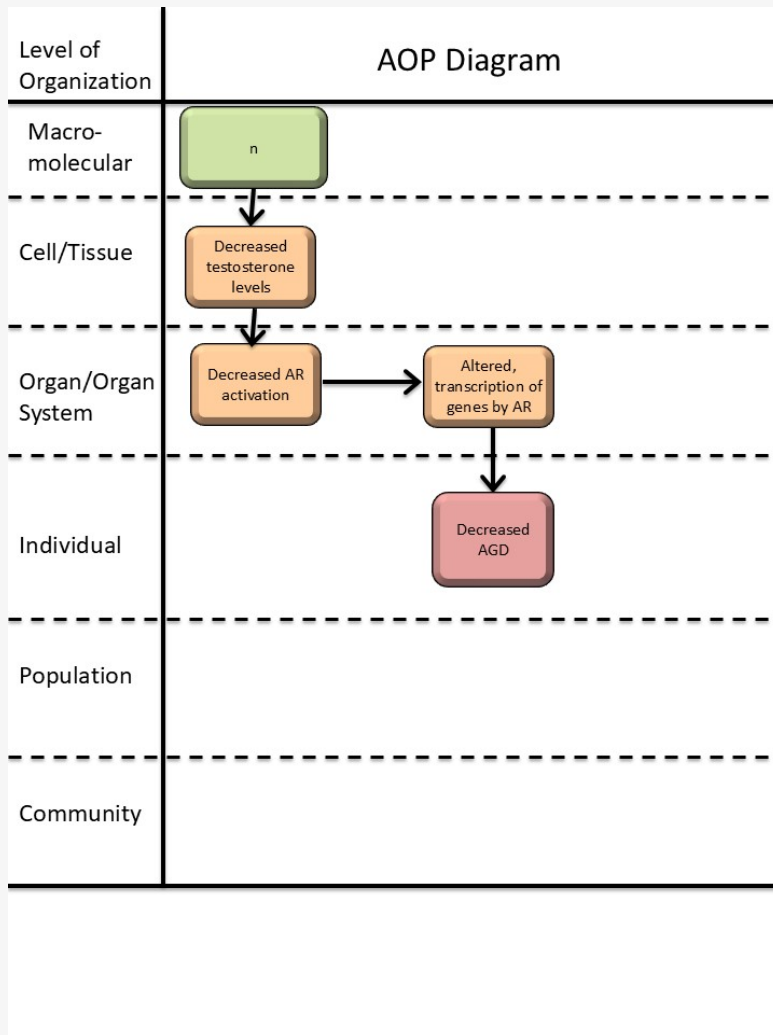 Level of
Organization
AOP Diagram
Macro-
molecular
n
Cell/Tissue
Decreased
testosterone
levels
Organ/Organ
System
Decreased AR
activation
Altered,
transcription of
genes by AR
Individual
Decreased
AGD
Population
Community